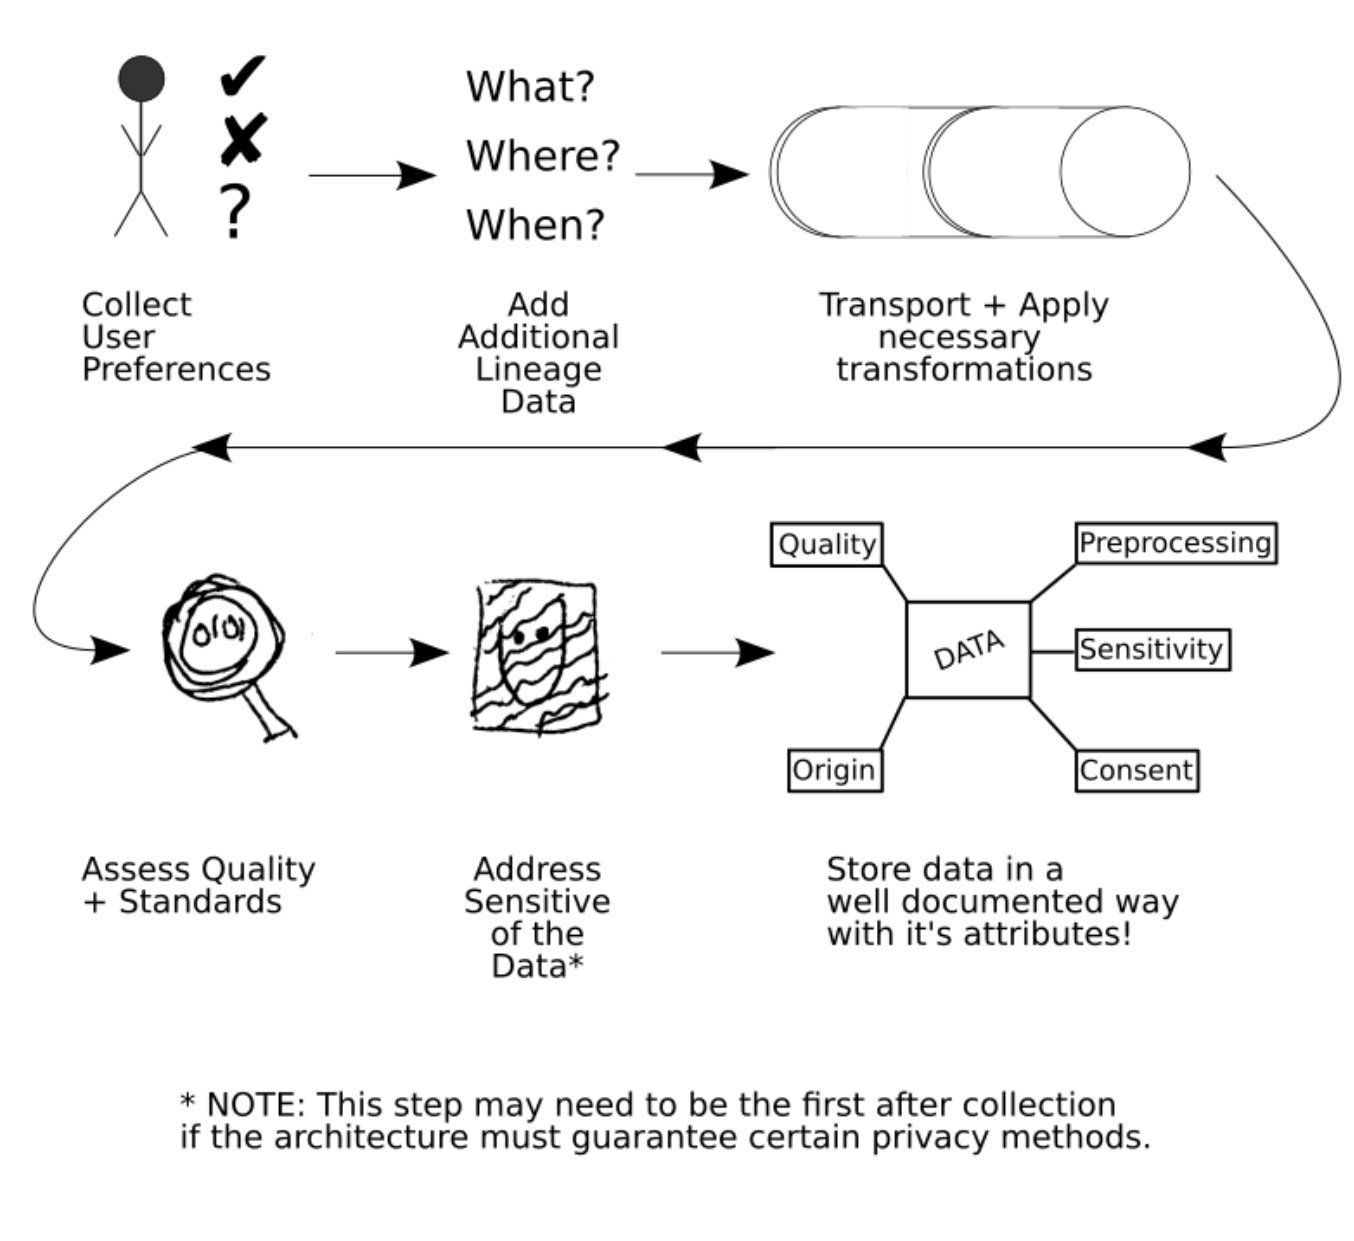 ✔
✘
?
What?
Where?
When?
Collect
User
Preferences
Add
Additional
Lineage
Data
Transport + Apply
necessary
transformations
Quality
Preprocessing
DATA
Sensitivity
Origin
Consent
Assess Quality
+ Standards
Address
Sensitive
of the
Data*
Store data in a
well documented way
with it's attributes!
* NOTE: This step may need to be the first after collection
if the architecture must guarantee certain privacy methods.